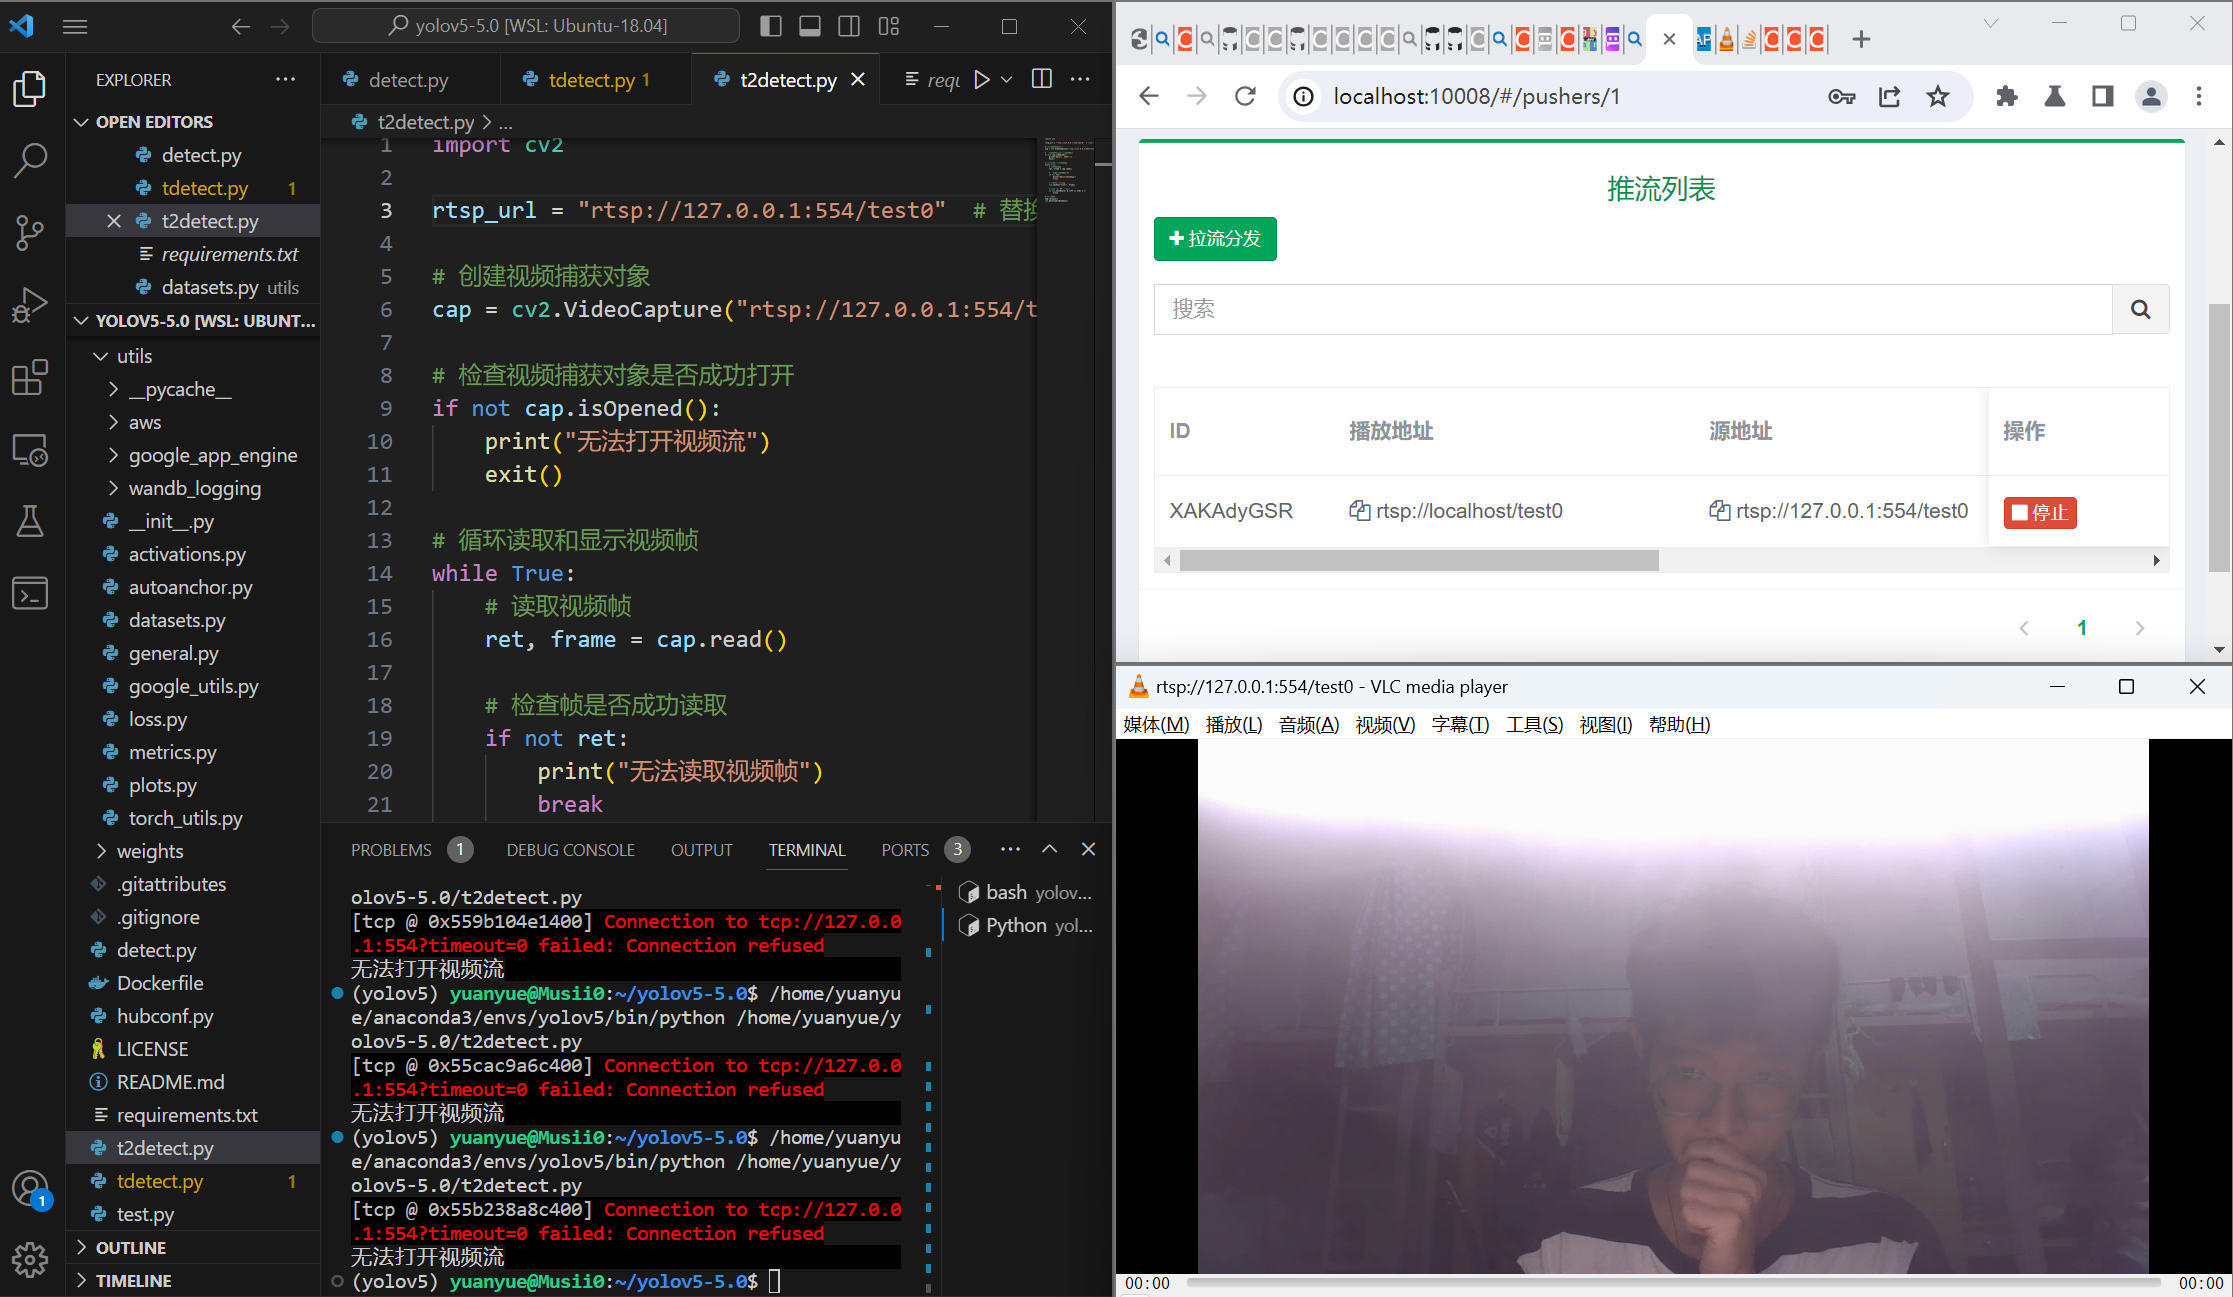 yolov5-5.0 [WSL: Ubuntu-18.04]
EXPLORER
OPEN EDITORS
detect.py
tdetect.py 1
t2detect.py
requirements.txt
datasets.py utils
YOLOV5-5.0 [WSL: UBUNT...
utils
__pycache__
aws
google_app_engine
wandb_logging
__init__.py
activations.py
autoanchor.py
datasets.py
general.py
google_utils.py
loss.py
metrics.py
plots.py
torch_utils.py
weights
.gitattributes
.gitignore
detect.py
Dockerfile
hubconf.py
LICENSE
README.md
requirements.txt
t2detect.py
tdetect.py 1
test.py
OUTLINE
TIMELINE
1
detect.py
tdetect.py 1
t2detect.py
t2detect.py > ...
1 import cv2
2
3 rtsp_url = "rtsp://127.0.0.1:554/test0"  # 替换
4
5 # 创建视频捕获对象
6 cap = cv2.VideoCapture("rtsp://127.0.0.1:554/t
7
8 # 检查视频捕获对象是否成功打开
9 if not cap.isOpened():
10     print("无法打开视频流")
11     exit()
12
13 # 循环读取和显示视频帧
14 while True:
15     # 读取视频帧
16     ret, frame = cap.read()
17
18     # 检查帧是否成功读取
19     if not ret:
20         print("无法读取视频帧")
21         break
PROBLEMS 1 DEBUG CONSOLE OUTPUT TERMINAL PORTS 3
olov5-5.0/t2detect.py
[tcp @ 0x559b104e1400] Connection to tcp://127.0.0
.1:554?timeout=0 failed: Connection refused
无法打开视频流
(yolov5) yuanyue@Musii0:~/yolov5-5.0$ /home/yuanyu
e/anaconda3/envs/yolov5/bin/python /home/yuanyue/y
olov5-5.0/t2detect.py
[tcp @ 0x55cac9a6c400] Connection to tcp://127.0.0
.1:554?timeout=0 failed: Connection refused
无法打开视频流
(yolov5) yuanyue@Musii0:~/yolov5-5.0$ /home/yuanyu
e/anaconda3/envs/yolov5/bin/python /home/yuanyue/y
olov5-5.0/t2detect.py
[tcp @ 0x55b238a8c400] Connection to tcp://127.0.0
.1:554?timeout=0 failed: Connection refused
无法打开视频流
(yolov5) yuanyue@Musii0:~/yolov5-5.0$
bash yolov...
Python yol...
localhost:10008/#/pushers/1
推流列表
拉流分发
搜索
ID 播放地址 源地址 操作
XAKAdyGSR rtsp://localhost/test0 rtsp://127.0.0.1:554/test0 停止
1
rtsp://127.0.0.1:554/test0 - VLC media player
媒体(M) 播放(L) 音频(A) 视频(V) 字幕(T) 工具(S) 视图(I) 帮助(H)
00:00 00:00